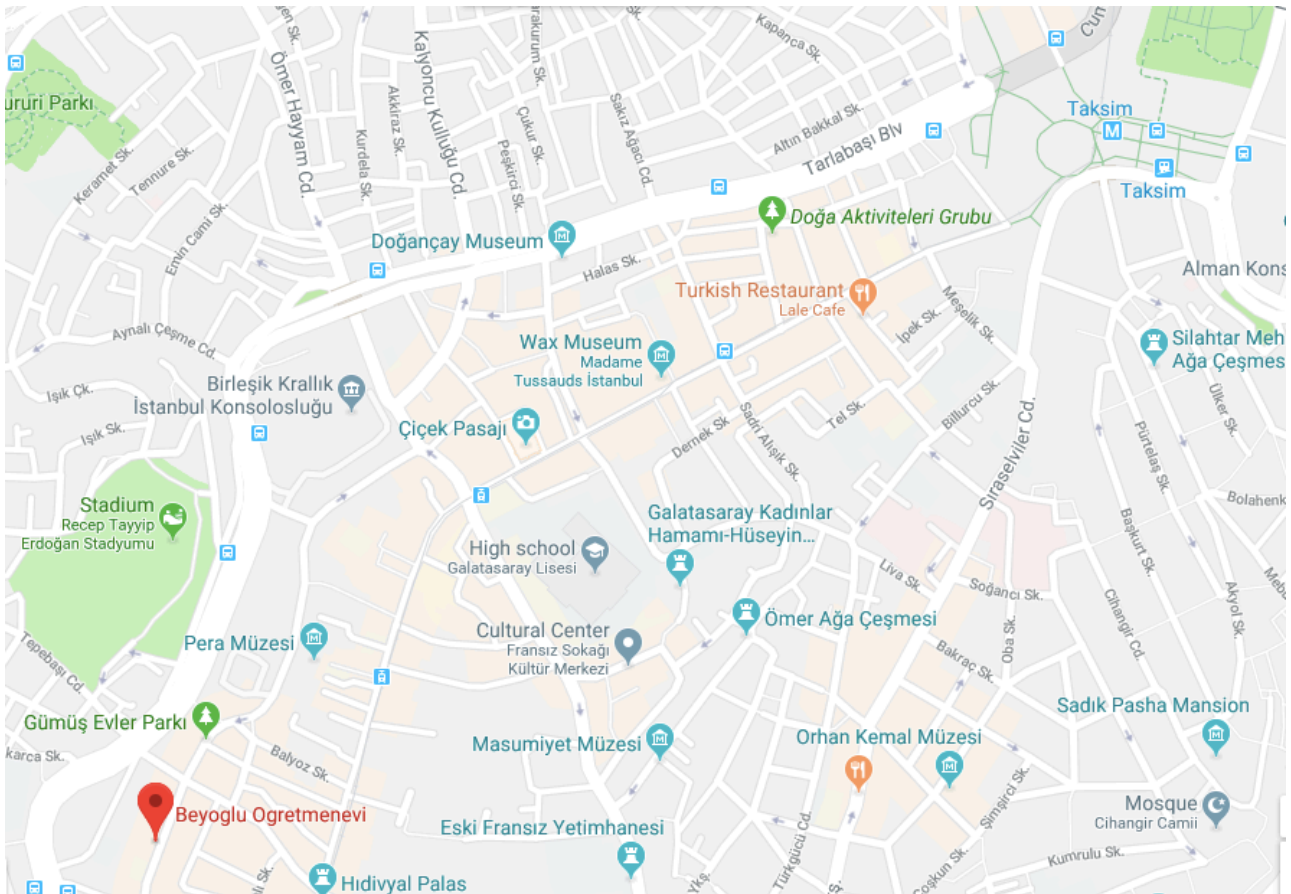 Kapanca Sk.
Ömer Hayyam Cd.
Kalyoncu Kulluğu Cd.
Akkiraz Sk.
Kurdela Sk.
Çukur Sk.
Peşkirci Sk.
Sakız Ağacı Cd.
Altın Bakkal Sk.
Tarlabaşı Blv
Taksim
Taksim
Keramet Sk.
Tennure Sk.
Emin Cami Sk.
Doğa Aktiviteleri Grubu
Doğançay Museum
Halas Sk.
Turkish Restaurant
Lale Cafe
Meşelik Sk.
İpek Sk.
Aynalı Çeşme Cd.
Wax Museum
Madame
Tussauds İstanbul
Silahtar Meh
Ağa Çeşmes
Birleşik Krallık
İstanbul Konsolosluğu
Işık Çk.
Işık Sk.
Çiçek Pasajı
Dernek Sk
Sadri Alışık Sk.
Tel Sk.
Billurcu Sk.
Sıraselviler Cd.
Ülker Sk.
Pürtelaş Sk.
Bolahenk
Stadium
Recep Tayyip
Erdoğan Stadyumu
High school
Galatasaray Lisesi
Galatasaray Kadınlar
Hamamı-Hüseyin...
Liva Sk.
Soğancı Sk.
Başkurt Sk.
Cihangir Cd.
Akyol Sk.
Oba Sk.
Ömer Ağa Çeşmesi
Pera Müzesi
Cultural Center
Fransız Sokağı
Kültür Merkezi
Bakraç Sk.
Tepebaşı Cd.
Gümüş Evler Parkı
Sadık Pasha Mansion
Balyoz Sk.
Masumiyet Müzesi
Orhan Kemal Müzesi
Beyoglu Ogretmenevi
Mosque
Cihangir Camii
Şimşirci Sk.
Türkgücü Cd.
Eski Fransız Yetimhanesi
Kumrulu Sk.
Hıdivyal Palas